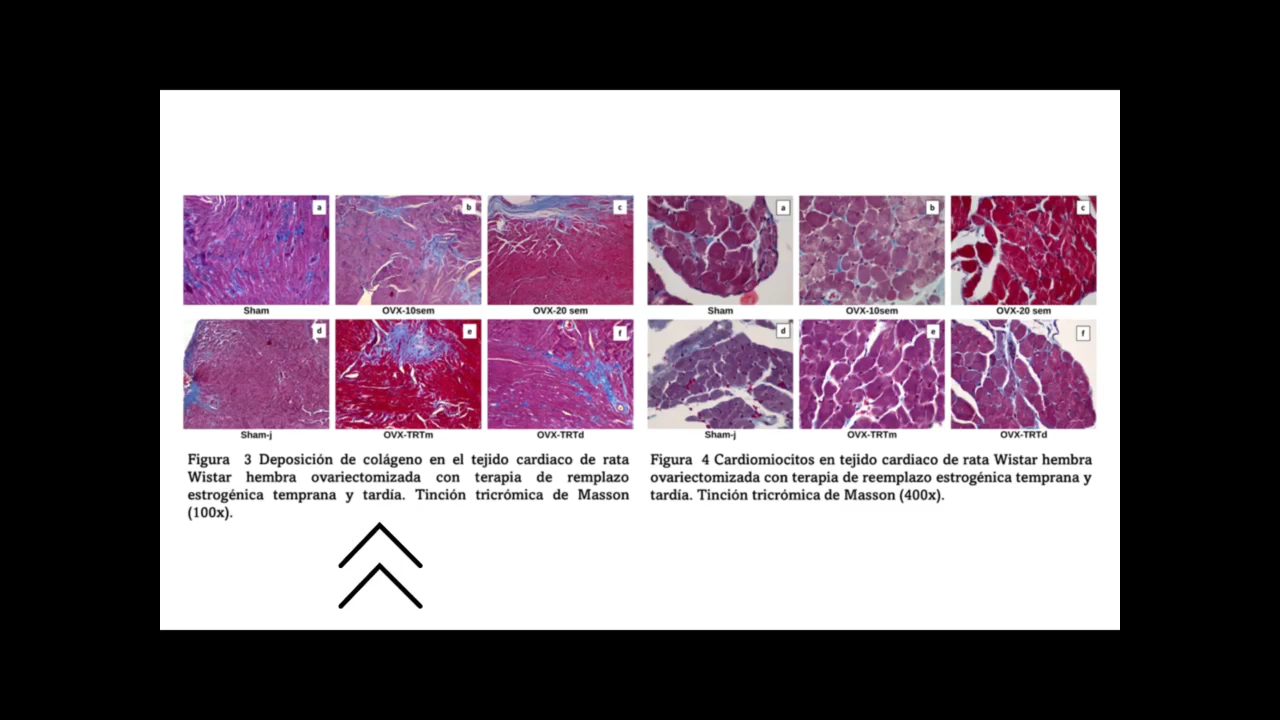 a
b
c
Sham
OVX-10sem
OVX-20 sem
d
e
f
Sham-j
OVX-TRTm
OVX-TRTd
Figura 3 Deposición de colágeno en el tejido cardiaco de rata
Wistar hembra ovariectomizada con terapia de remplazo
estrogénica temprana y tardía. Tinción tricrómica de Masson
(100x).
a
b
c
Sham
OVX-10sem
OVX-20 sem
d
e
f
Sham-j
OVX-TRTm
OVX-TRTd
Figura 4 Cardiomiocitos en tejido cardiaco de rata Wistar hembra
ovariectomizada con terapia de reemplazo estrogénica temprana y
tardía. Tinción tricrómica de Masson (400x).